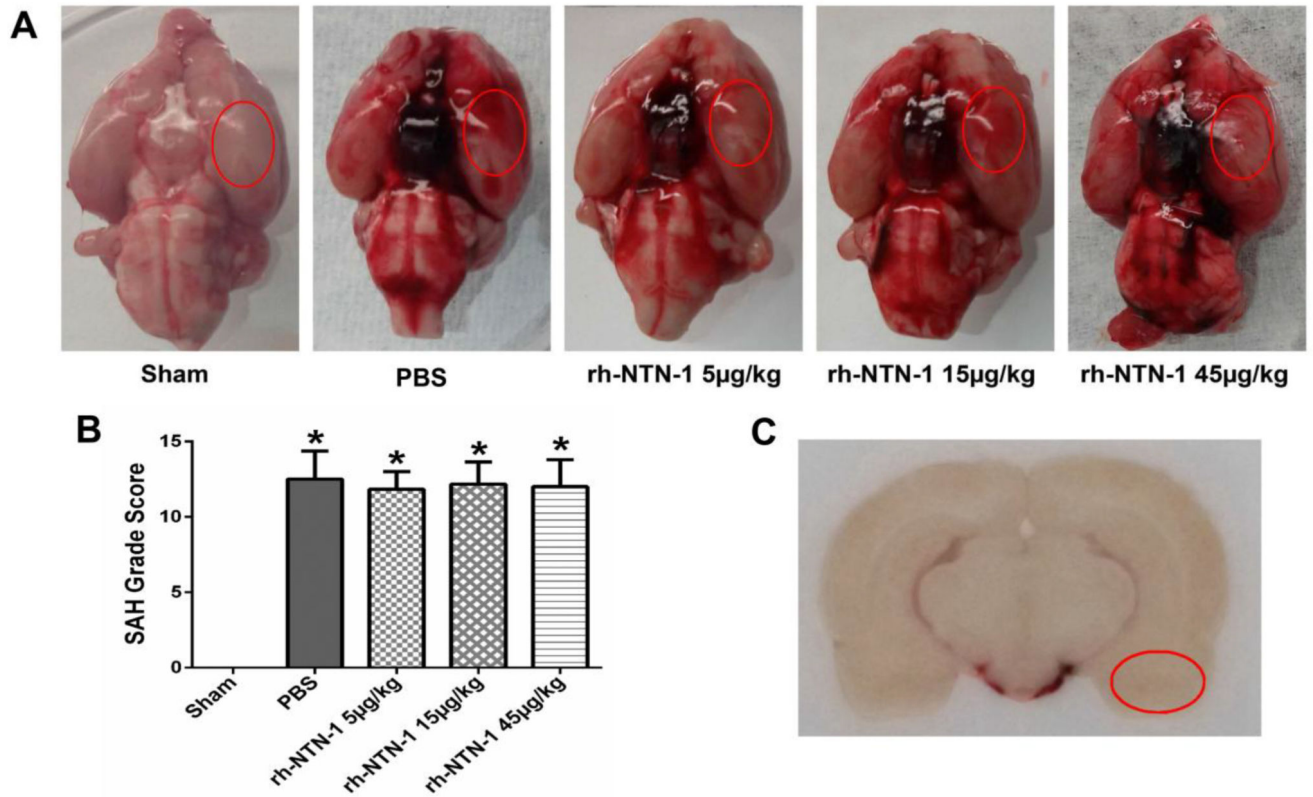 A
Sham
PBS
rh-NTN-1 5μg/kg
rh-NTN-1 15μg/kg
rh-NTN-1 45μg/kg
B
SAH Grade Score
15
10
5
0
*
*
*
*
Sham
PBS
rh-NTN-1 5μg/kg
rh-NTN-1 15μg/kg
rh-NTN-1 45μg/kg
C